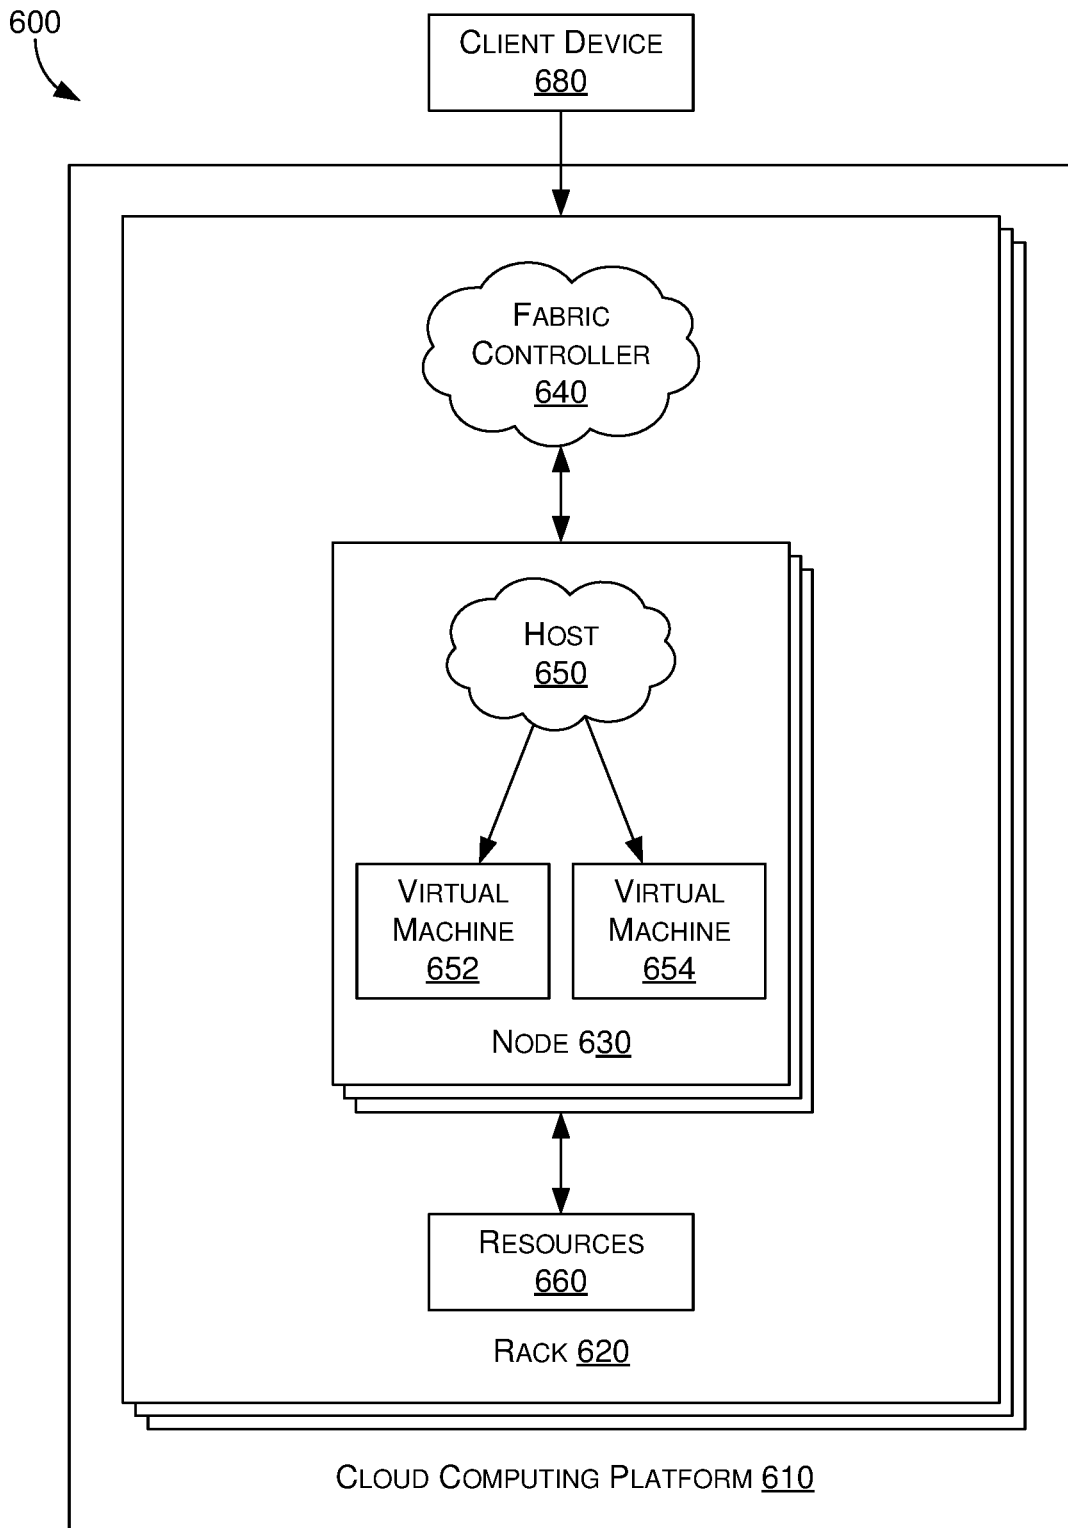 600
CLIENT DEVICE
680
FABRIC
CONTROLLER
640
HOST
650
VIRTUAL
MACHINE
652
VIRTUAL
MACHINE
654
NODE 630
RESOURCES
660
RACK 620
CLOUD COMPUTING PLATFORM 610